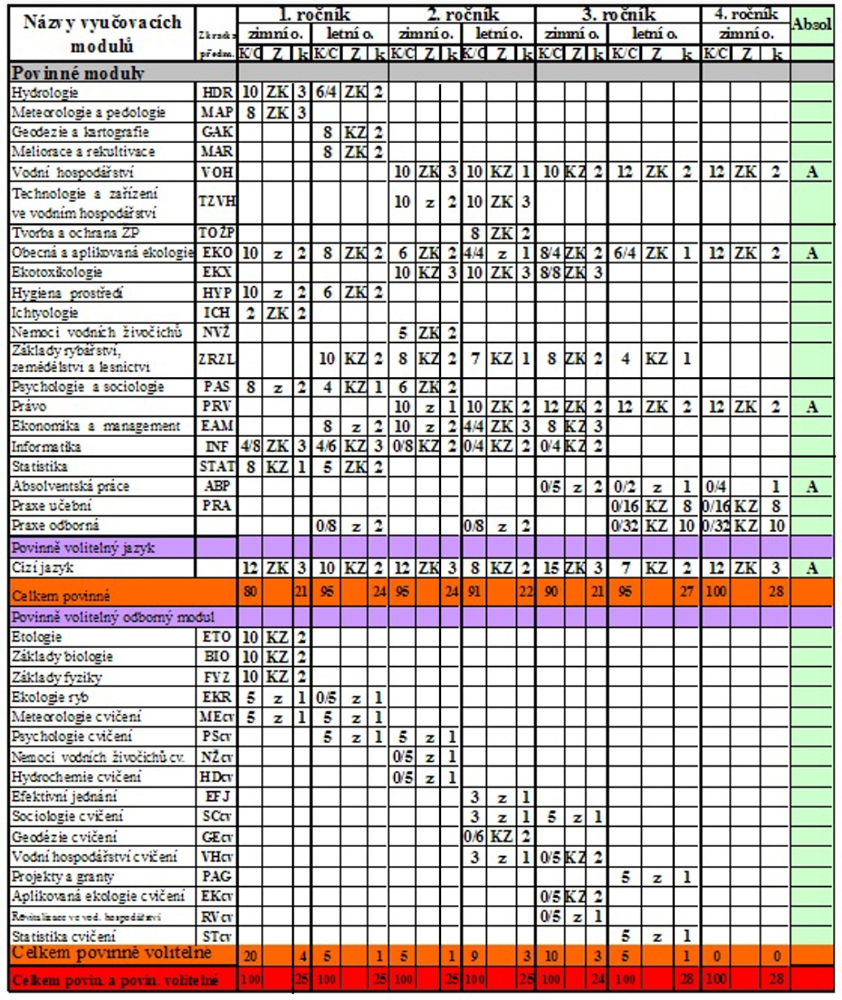 Názvy vyučovacích modulů Zkratka předm. 1. ročník 2. ročník 3. ročník 4. ročník Absol
zimní o. letní o. zimní o. letní o. zimní o. letní o. zimní o.
K/C Z k K/C Z k K/C Z k K/C Z k K/C Z k K/C Z k K/C Z k
Povinné moduly
Hydrologie HDR 10 ZK 3 6/4 ZK 2
Meteorologie a pedologie MAP 8 ZK 3
Geodezie a kartografie GAK 8 KZ 2
Meliorace a rekultivace MAR 8 ZK 2
Vodní hospodářství VOH 10 ZK 3 10 KZ 1 10 KZ 2 12 ZK 2 12 ZK 2 A
Technologie a zařízení
ve vodním hospodářství TZVH 10 z 2 10 ZK 3
Tvorba a ochrana ŽP TOŽP 8 ZK 2
Obecná a aplikovaná ekologie EKO 10 z 2 8 ZK 2 6 ZK 2 4/4 z 1 8/4 ZK 2 6/4 ZK 1 12 ZK 2 A
Ekotoxikologie EKX 10 KZ 3 10 ZK 3 8/8 ZK 3
Hygiena prostředí HYP 10 z 2 6 ZK 2
Ichtyologie ICH 2 ZK 2
Nemoci vodních živočichů NVŽ 5 ZK 2
Základy rybářství,
zemědělství a lesnictví ZRZL 10 KZ 2 8 KZ 2 7 KZ 1 8 ZK 2 4 KZ 1
Psychologie a sociologie PAS 8 z 2 4 KZ 1 6 ZK 2
Právo PRV 10 z 1 10 ZK 2 12 ZK 2 12 ZK 2 12 ZK 2 A
Ekonomika a management EAM 8 z 2 10 z 2 4/4 ZK 3 8 KZ 3
Informatika INF 4/8 ZK 3 4/6 KZ 3 0/8 KZ 2 0/4 KZ 2 0/4 KZ 2
Statistika STAT 8 KZ 1 5 ZK 2
Absolventská práce ABP 0/5 z 2 0/2 z 1 0/4 1 A
Praxe učební PRA 0/16 KZ 8 0/16 KZ 8
Praxe odborná 0/8 z 2 0/8 z 2 0/32 KZ 10 0/32 KZ 10
Povinně volitelný jazyk
Cizí jazyk 12 ZK 3 10 KZ 2 12 ZK 3 8 KZ 2 15 ZK 3 7 KZ 2 12 ZK 3 A
Celkem povinné 80 21 95 24 95 24 91 22 90 21 95 27 100 28
Povinně volitelný odborný modul
Etologie ETO 10 KZ 2
Základy biologie BIO 10 KZ 2
Základy fyziky FYZ 10 KZ 2
Ekologie ryb EKR 5 z 1 0/5 z 1
Meteorologie cvičení MEcv 5 z 1 5 z 1
Psychologie cvičení PScv 5 z 1 5 z 1
Nemoci vodních živočichů cv. NŽcv 0/5 z 1
Hydrochemie cvičení HDcv 0/5 z 1
Efektivní jednání EFJ 3 z 1
Sociologie cvičení SCcv 3 z 1 5 z 1
Geodézie cvičení GEcv 0/6 KZ 2
Vodní hospodářství cvičení VHcv 3 z 1 0/5 KZ 2
Projekty a granty PAG 5 z 1
Aplikovaná ekologie cvičení EKcv 0/5 KZ 2
Revitalizace ve vod. hospodářství RVcv 0/5 z 1
Statistika cvičení STcv 5 z 1
Celkem povinně volitelné 20 4 5 1 5 1 9 3 10 3 5 1 0 0
Celkem povin. a povin. volitelné 100 25 100 25 100 25 100 25 100 24 100 28 100 28